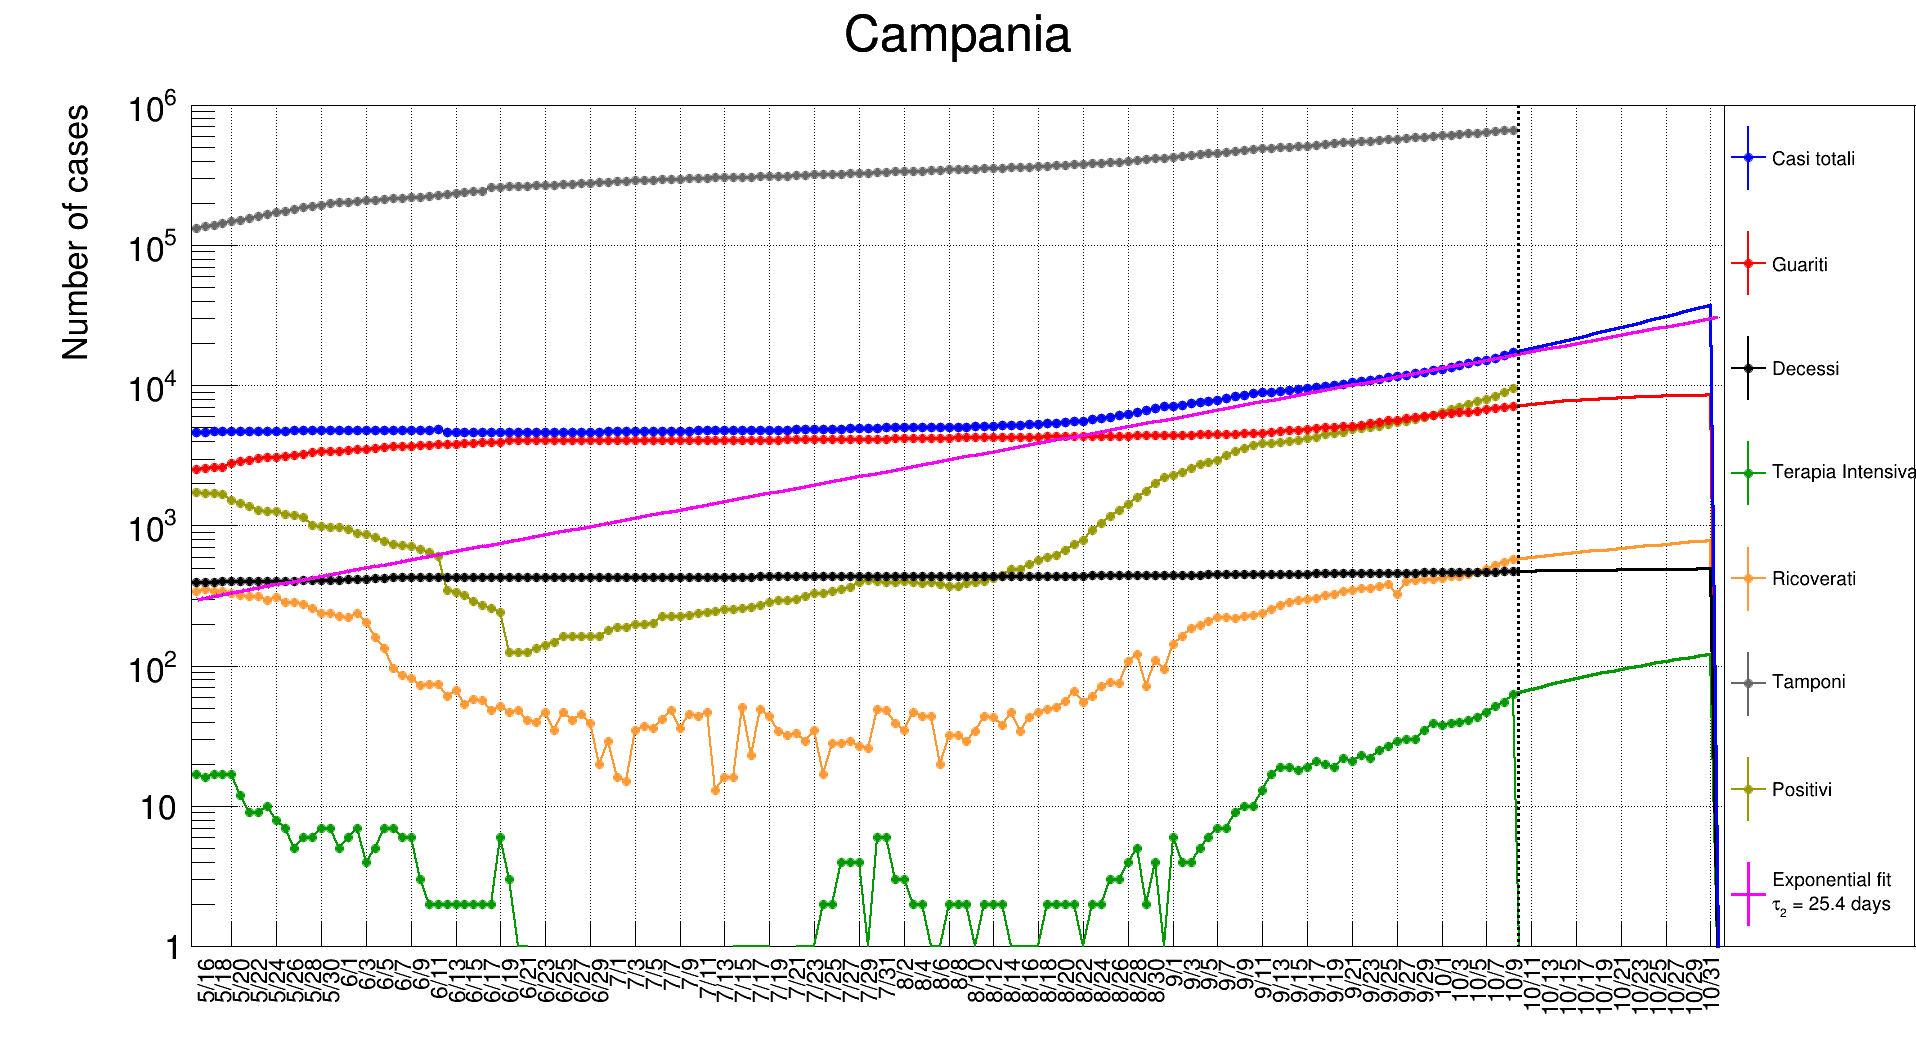 Campania
Number of cases
10^6
10^5
10^4
10^3
10^2
10
1
5/16 5/18 5/20 5/22 5/24 5/26 5/28 5/30 6/1 6/3 6/5 6/7 6/9 6/11 6/13 6/15 6/17 6/19 6/21 6/23 6/25 6/27 6/29 7/1 7/3 7/5 7/7 7/9 7/11 7/13 7/15 7/17 7/19 7/21 7/23 7/25 7/27 7/29 7/31 8/2 8/4 8/6 8/8 8/10 8/12 8/14 8/16 8/18 8/20 8/22 8/24 8/26 8/28 8/30 9/1 9/3 9/5 9/7 9/9 9/11 9/13 9/15 9/17 9/19 9/21 9/23 9/25 9/27 9/29 10/1 10/3 10/5 10/7 10/9 10/11 10/13 10/15 10/17 10/19 10/21 10/23 10/25 10/27 10/29 10/31
Casi totali
Guariti
Decessi
Terapia Intensiva
Ricoverati
Tamponi
Positivi
Exponential fit
τ_2 = 25.4 days